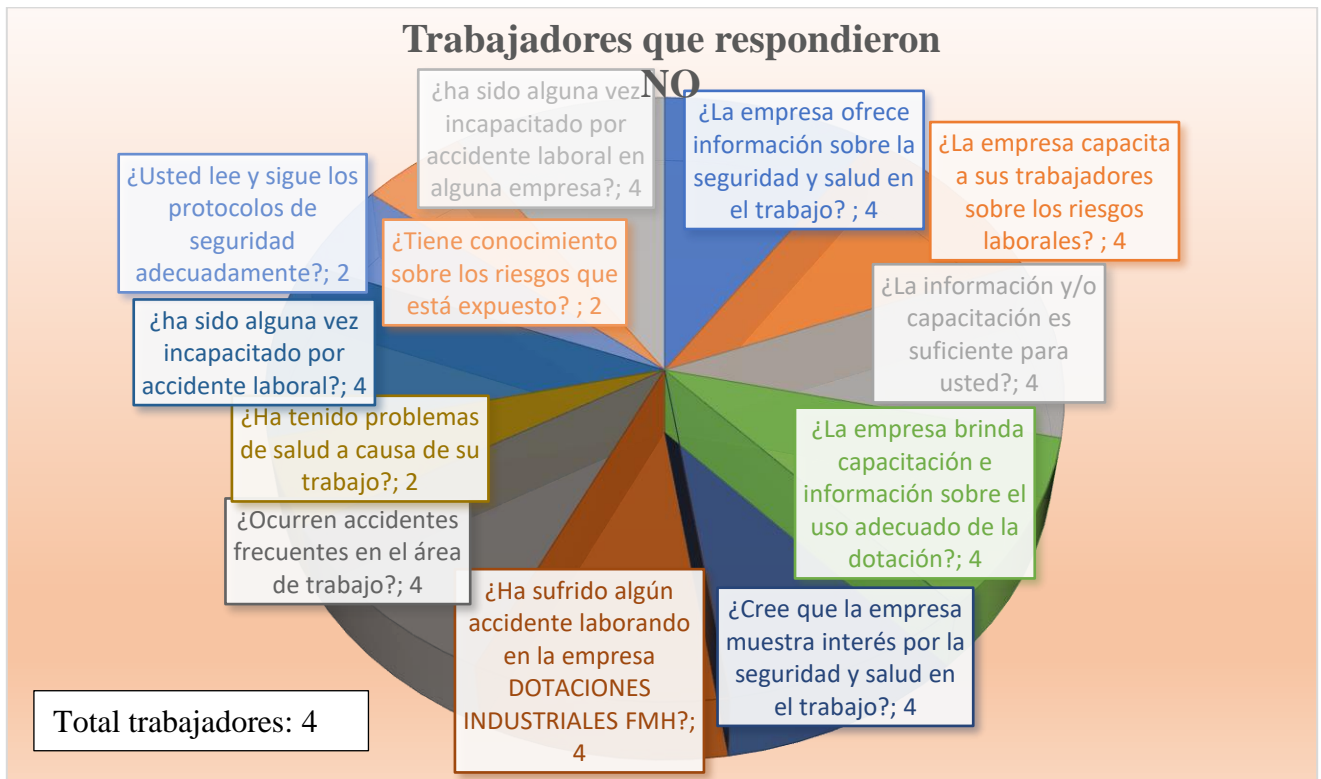 Trabajadores que respondieron
NO
¿La empresa ofrece
información sobre la
seguridad y salud en
el trabajo? ; 4
¿La empresa capacita
a sus trabajadores
sobre los riesgos
laborales? ; 4
¿La información y/o
capacitación es
suficiente para
usted?; 4
¿La empresa brinda
capacitación e
información sobre el
uso adecuado de la
dotación?; 4
¿Cree que la empresa
muestra interés por la
seguridad y salud en
el trabajo?; 4
¿Ha sufrido algún
accidente laborando
en la empresa
DOTACIONES
INDUSTRIALES FMH?;
4
¿Ocurren accidentes
frecuentes en el área
de trabajo?; 4
¿Ha tenido problemas
de salud a causa de su
trabajo?; 2
¿ha sido alguna vez
incapacitado por
accidente laboral?; 4
¿Usted lee y sigue los
protocolos de
seguridad
adecuadamente?; 2
¿Tiene conocimiento
sobre los riesgos que
está expuesto? ; 2
¿ha sido alguna vez
incapacitado por
accidente laboral en
alguna empresa?; 4
Total trabajadores: 4